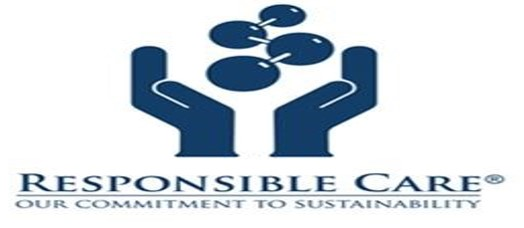 RESPONSIBLE CARE®
OUR COMMITMENT TO SUSTAINABILITY